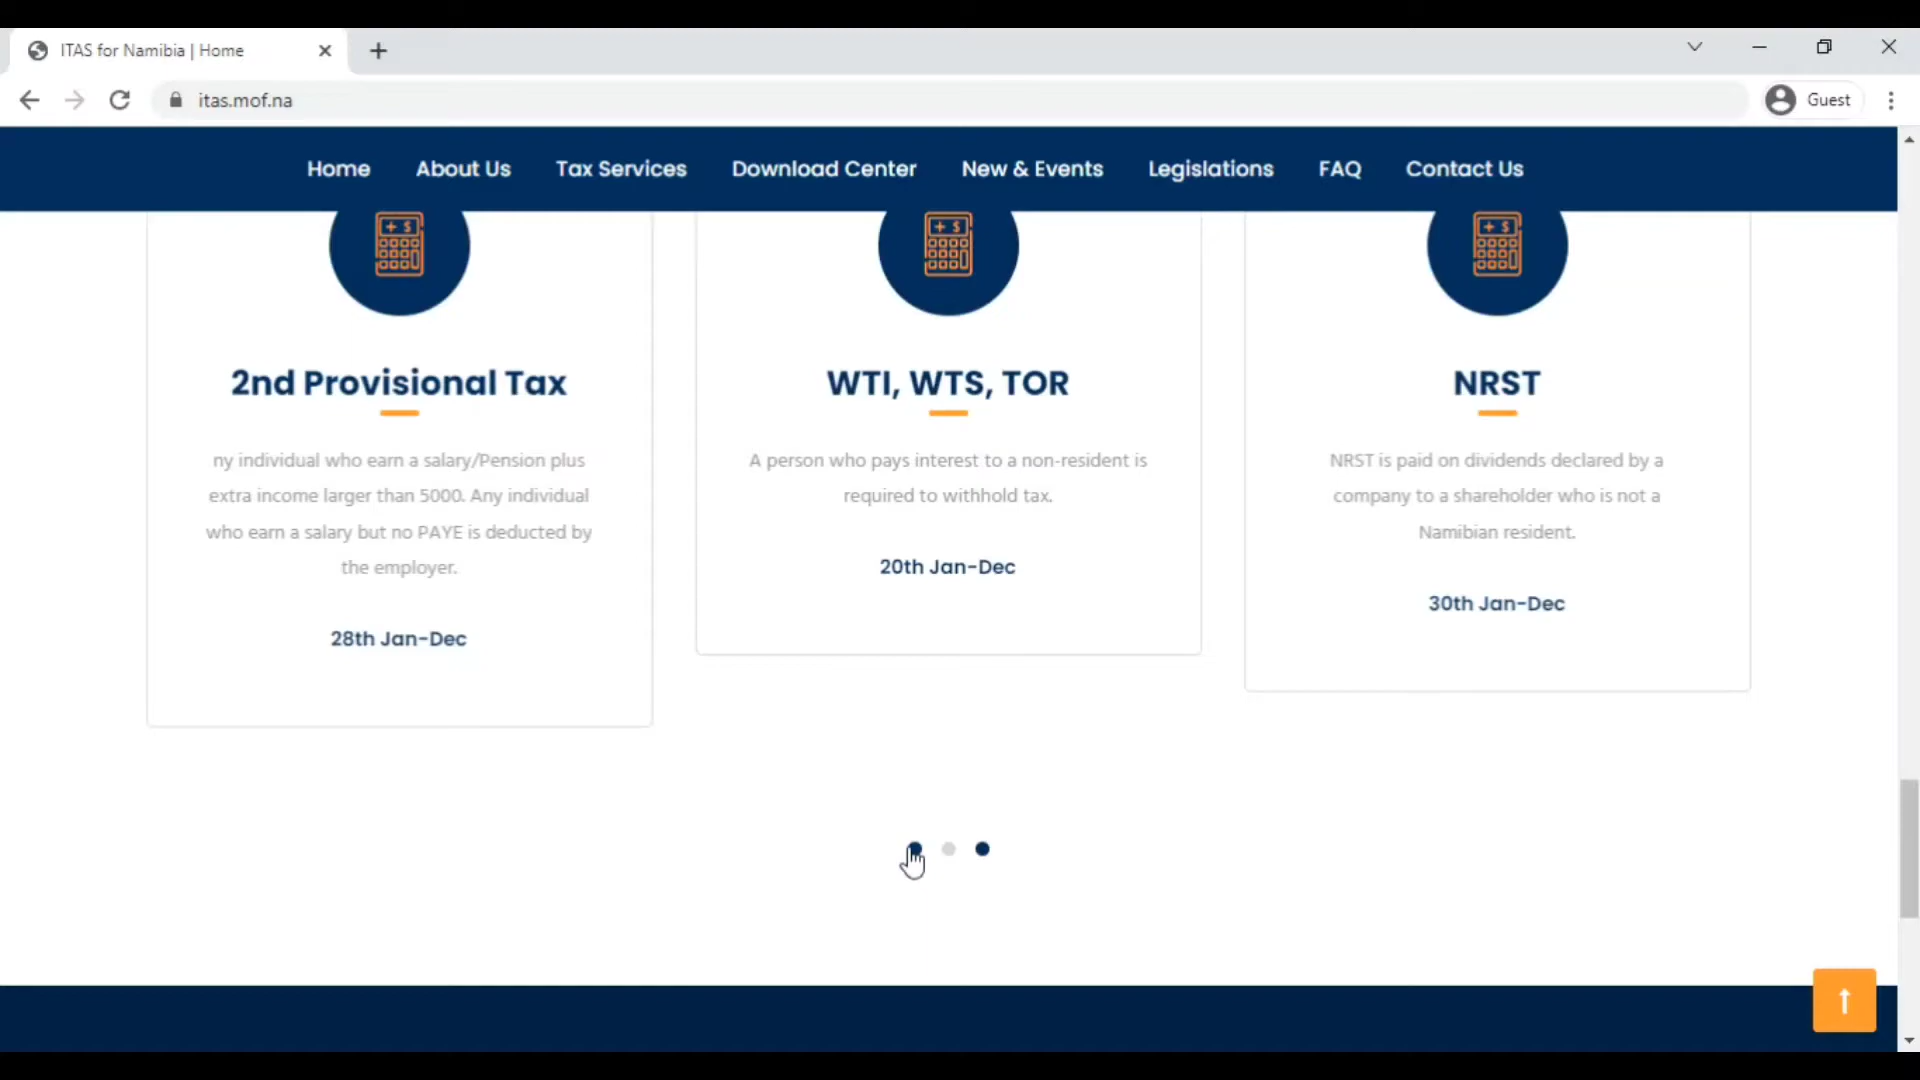 ITAS for Namibia | Home
itas.mof.na
Guest
Home About Us Tax Services Download Center New & Events Legislations FAQ Contact Us
2nd Provisional Tax
ny individual who earn a salary/Pension plus
extra income larger than 5000. Any individual
who earn a salary but no PAYE is deducted by
the employer.
28th Jan-Dec
WTI, WTS, TOR
A person who pays interest to a non-resident is
required to withhold tax.
20th Jan-Dec
NRST
NRST is paid on dividends declared by a
company to a shareholder who is not a
Namibian resident.
30th Jan-Dec